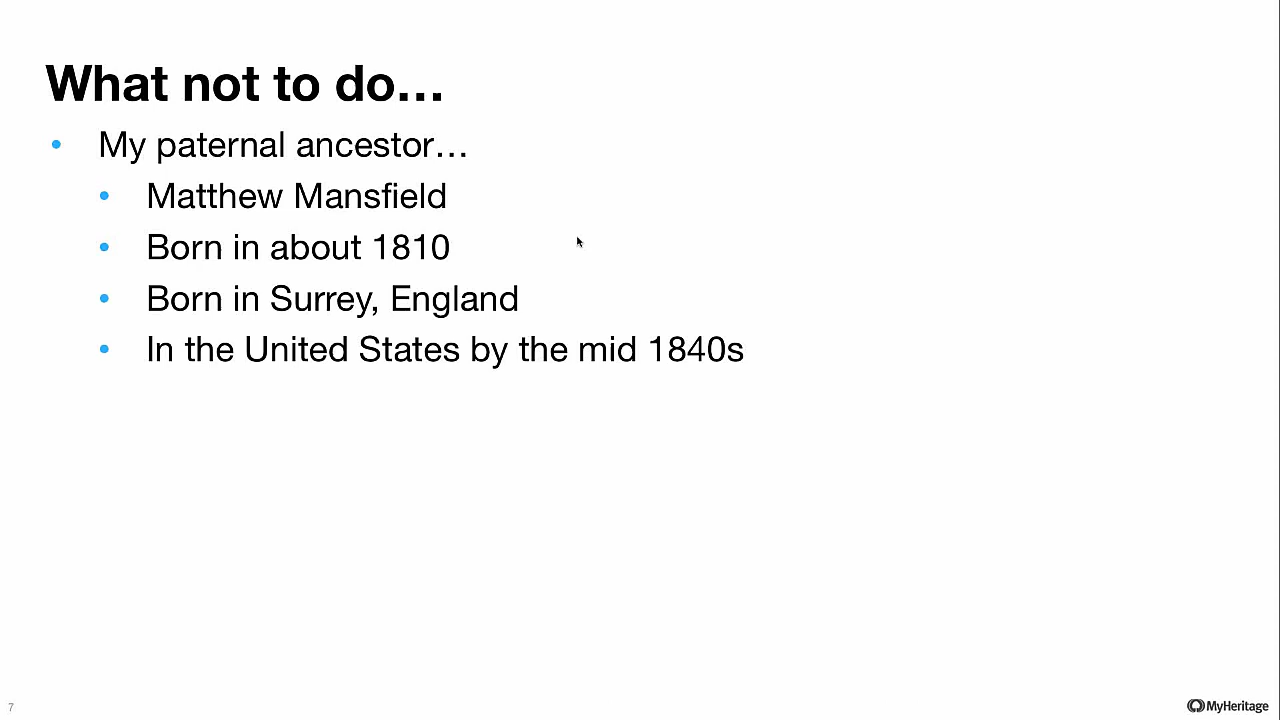 What not to do…
• My paternal ancestor…
• Matthew Mansfield
• Born in about 1810
• Born in Surrey, England
• In the United States by the mid 1840s
7
MyHeritage